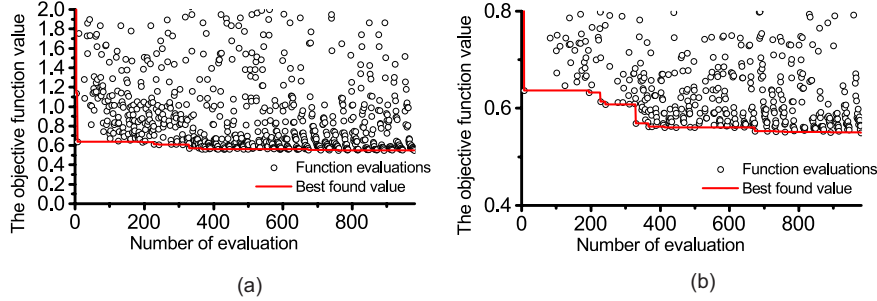 (a)
The objective function value
2.0
1.8
1.6
1.4
1.2
1.0
0.8
0.6
0.4
0.2
0.0
0 200 400 600 800
Number of evaluation
Function evaluations
Best found value
(a)
(b)
The objective function value
0.8
0.6
0.4
0 200 400 600 800
Number of evaluation
Function evaluations
Best found value
(b)